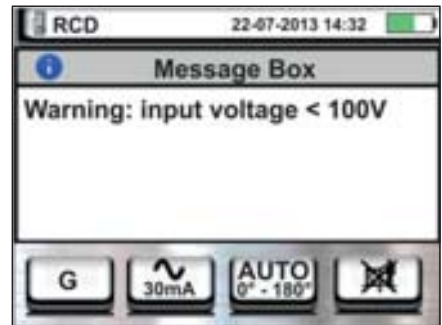 RCD 22-07-2013 14:32
Message Box
Warning: input voltage < 100V
G
30mA
AUTO
0° - 180°